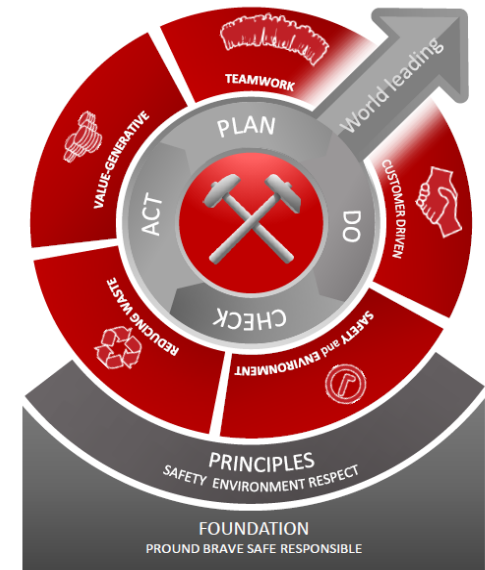 TEAMWORK
World leading
VALUE-GENERATIVE
PLAN
CUSTOMER DRIVEN
ACT
DO
CHECK
REDUCING WASTE
SAFETY and ENVIRONMENT
PRINCIPLES
SAFETY ENVIRONMENT RESPECT
FOUNDATION
PROUND BRAVE SAFE RESPONSIBLE